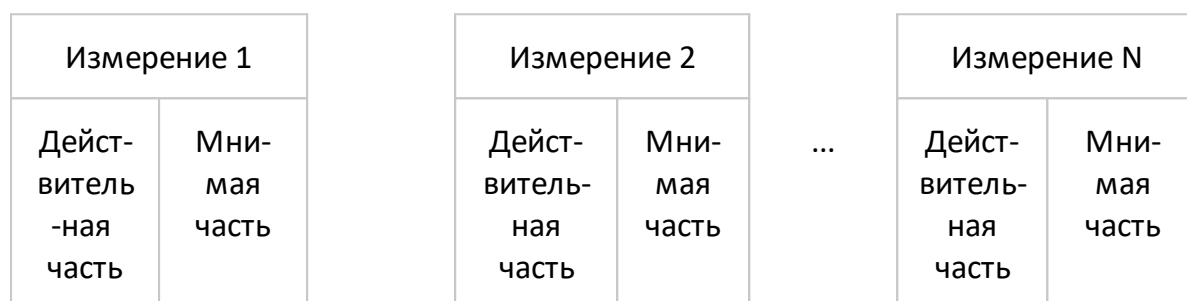 Измерение 1
Дейст-
витель
-ная
часть
Мни-
мая
часть
Измерение 2
Дейст-
витель-
ная
часть
Мни-
мая
часть
...
Измерение N
Дейст-
витель-
ная
часть
Мни-
мая
часть